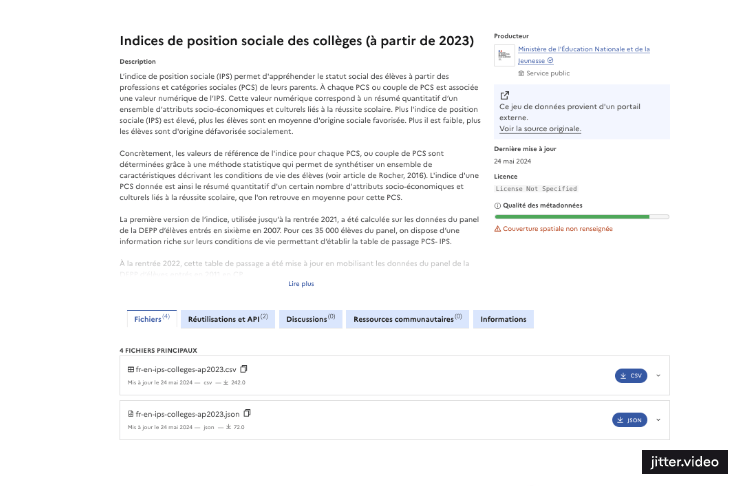 Indices de position sociale des collèges (à partir de 2023)
Description
L'indice de position sociale (IPS) permet d'appréhender le statut social des élèves à partir des
professions et catégories sociales (PCS) de leurs parents. À chaque PCS ou couple de PCS est associée
une valeur numérique de l'IPS. Cette valeur numérique correspond à un résumé quantitatif d'un
ensemble d'attributs socio-économiques et culturels liés à la réussite scolaire. Plus l'indice de position
sociale (IPS) est élevé, plus les élèves sont en moyenne d'origine sociale favorisée. Plus il est faible, plus
les élèves sont d'origine défavorisée socialement.
Concrètement, les valeurs de référence de l'indice pour chaque PCS, ou couple de PCS sont
déterminées grâce à une méthode statistique qui permet de synthétiser un ensemble de
caractéristiques décrivant les conditions de vie des élèves (voir article de Rocher, 2016). L'indice d'une
PCS donnée est ainsi le résumé quantitatif d'un certain nombre d'attributs socio-économiques et
culturels liés à la réussite scolaire, que l'on retrouve en moyenne pour cette PCS.
La première version de l'indice, utilisée jusqu'à la rentrée 2021, a été calculée sur les données du panel
de la DEPP d'élèves entrés en sixième en 2007. Pour ces 35 000 élèves du panel, on dispose d'une
information riche sur leurs conditions de vie permettant d'établir la table de passage PCS- IPS.
À la rentrée 2022, cette table de passage a été mise à jour en mobilisant les données du panel de la
Lire plus
Producteur
Ministère de l'Éducation Nationale et de la
Jeunesse
Service public
Ce jeu de données provient d'un portail
externe.
Voir la source originale.
Dernière mise à jour
24 mai 2024
Licence
License Not Specified
Qualité des métadonnées
Couverture spatiale non renseignée
Fichiers(4) Réutilisations et API(2) Discussions(0) Ressources communautaires(0) Informations
4 FICHIERS PRINCIPAUX
fr-en-ips-colleges-ap2023.csv
Mis à jour le 24 mai 2024 — csv — 242.0
CSV
fr-en-ips-colleges-ap2023.json
Mis à jour le 24 mai 2024 — json — 72.0
JSON
jitter.video